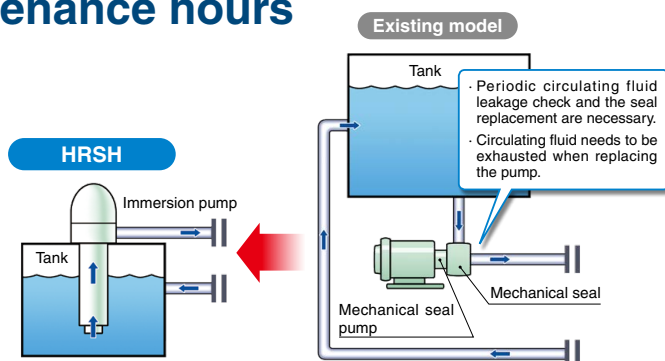 enance hours
Existing model
Tank
· Periodic circulating fluid
leakage check and the seal
replacement are necessary.
· Circulating fluid needs to be
exhausted when replacing
the pump.
HRSH
Immersion pump
Tank
Mechanical seal
Mechanical seal
pump